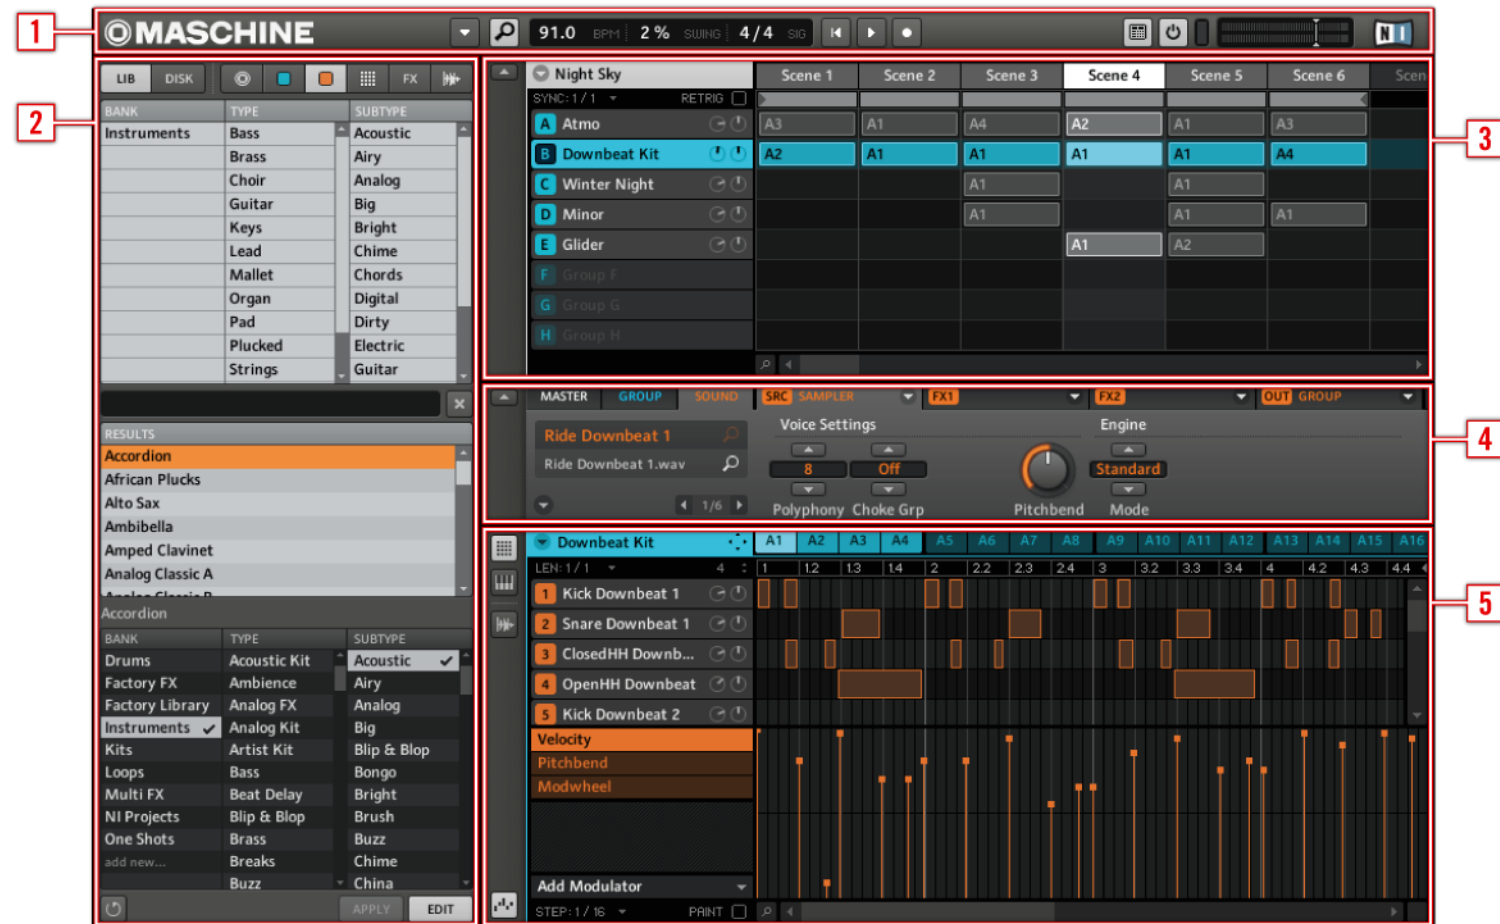 1
MASCHINE
91.0 BPM 2 % SWING 4/4 SIG
NI
2
LIB DISK FX
BANK TYPE SUBTYPE
Instruments Bass Acoustic
Brass Airy
Choir Analog
Guitar Big
Keys Bright
Lead Chime
Mallet Chords
Organ Digital
Pad Dirty
Plucked Electric
Strings Guitar
RESULTS
Accordion
African Plucks
Alto Sax
Ambibella
Amped Clavinet
Analog Classic A
Analog Classic B
Accordion
BANK TYPE SUBTYPE
Drums Acoustic Kit Acoustic
Factory FX Ambience Airy
Factory Library Analog FX Analog
Instruments Analog Kit Big
Kits Artist Kit Blip & Blop
Loops Bass Bongo
Multi FX Beat Delay Bright
NI Projects Blip & Blop Brush
One Shots Brass Buzz
add new... Breaks Chime
Buzz China
APPLY EDIT
3
Night Sky Scene 1 Scene 2 Scene 3 Scene 4 Scene 5 Scene 6 Scen
SYNC: 1 / 1 RETRIG
A Atmo A3 A1 A4 A2 A1 A3
B Downbeat Kit A2 A1 A1 A1 A1 A4
C Winter Night A1 A1
D Minor A1 A1 A1
E Glider A1 A2
F Group F
G Group G
H Group H
4
MASTER GROUP SOUND SRC SAMPLER FX1 FX2 OUT GROUP
Voice Settings Engine
Ride Downbeat 1
Ride Downbeat 1.wav
8 Off Standard
1/6
Polyphony Choke Grp Pitchbend Mode
5
Downbeat Kit A1 A2 A3 A4 A5 A6 A7 A8 A9 A10 A11 A12 A13 A14 A15 A16
LEN: 1 / 1 4 1 1.2 1.3 1.4 2 2.2 2.3 2.4 3 3.2 3.3 3.4 4 4.2 4.3 4.4
1 Kick Downbeat 1
2 Snare Downbeat 1
3 ClosedHH Downb...
4 OpenHH Downbeat
5 Kick Downbeat 2
Velocity
Pitchbend
Modwheel
Add Modulator
STEP: 1 / 16 PAINT